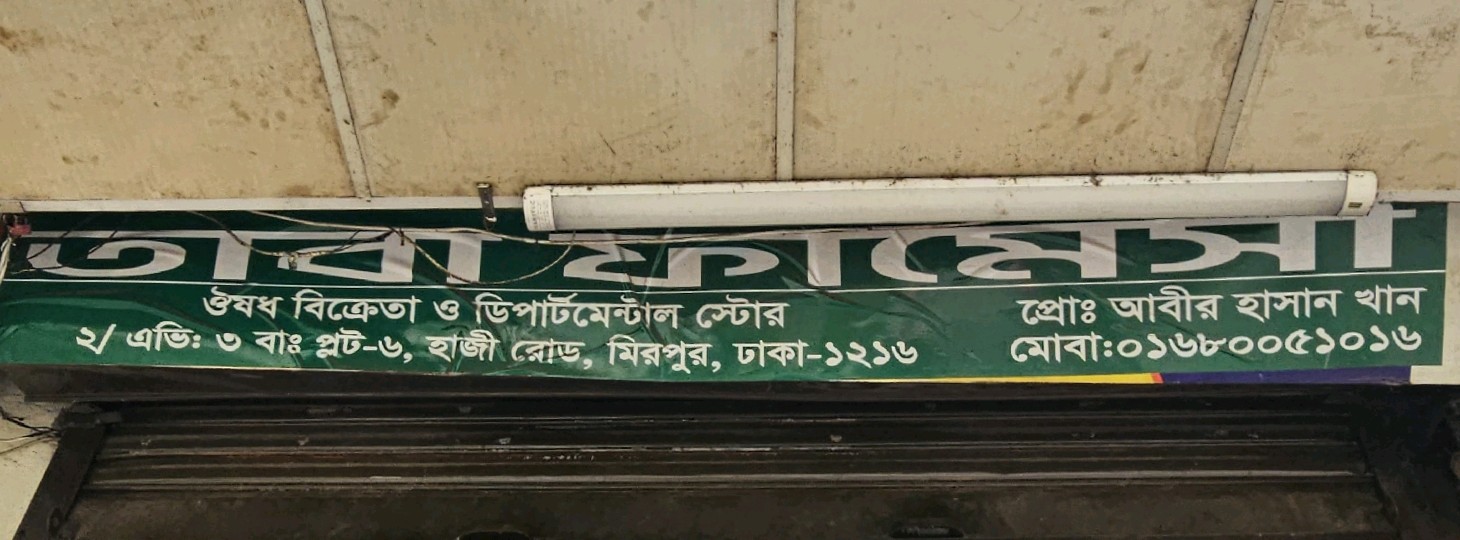 ফার্মেসী
ঔষধ বিক্রেতা ও ডিপার্টমেন্টাল স্টোর
২/ এভি: ৩ বাঃ প্লট-৬, হাজী রোড, মিরপুর, ঢাকা-১২১৬
প্রোঃ আবীর হাসান খান
মোবা:০১৬৮০০৫১০১৬